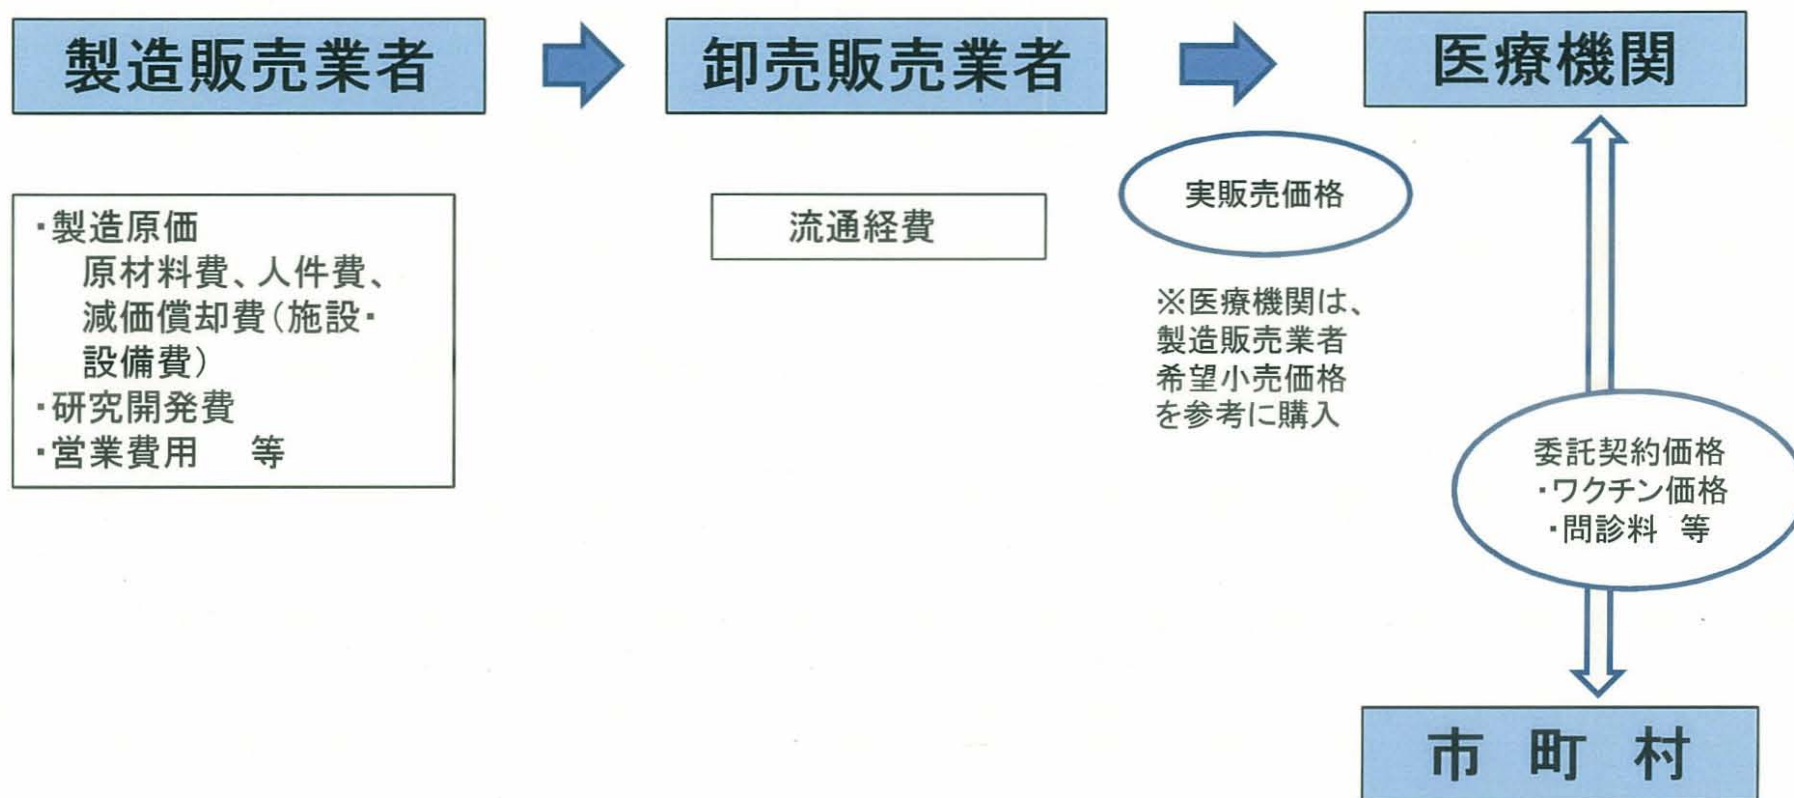 製造販売業者
卸売販売業者
医療機関
・製造原価
原材料費、人件費、
減価償却費(施設・
設備費)
・研究開発費
・営業費用 等
流通経費
実販売価格
※医療機関は、
製造販売業者
希望小売価格
を参考に購入
委託契約価格
・ワクチン価格
・問診料 等
市 町 村